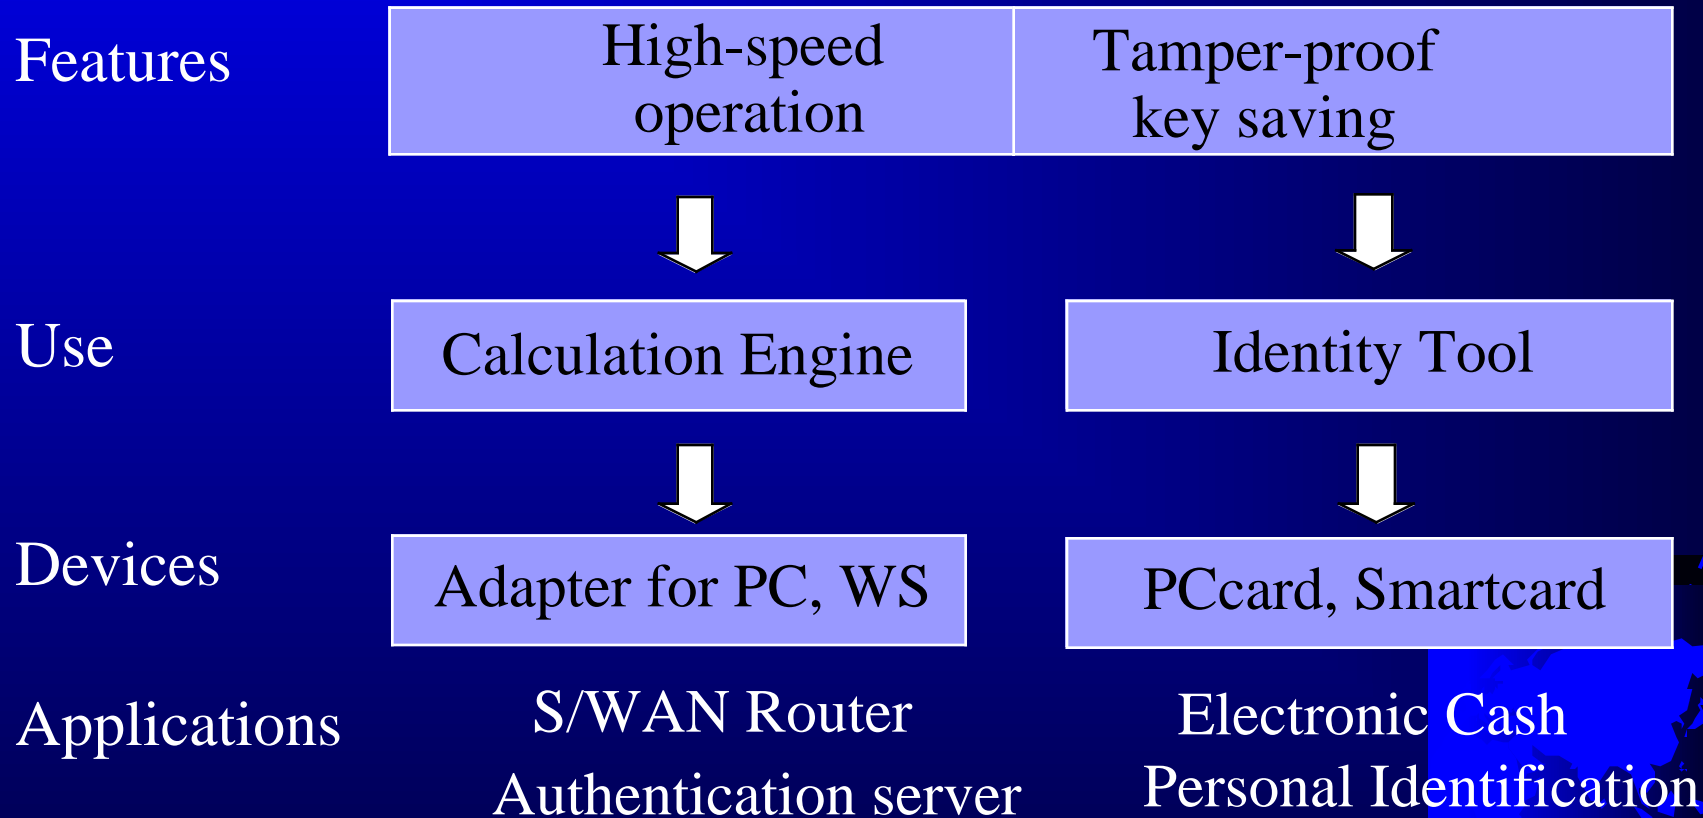 Features
High-speed
operation
Tamper-proof
key saving
Use
Calculation Engine
Identity Tool
Devices
Adapter for PC, WS
PCcard, Smartcard
Applications
S/WAN Router
Authentication server
Electronic Cash
Personal Identification